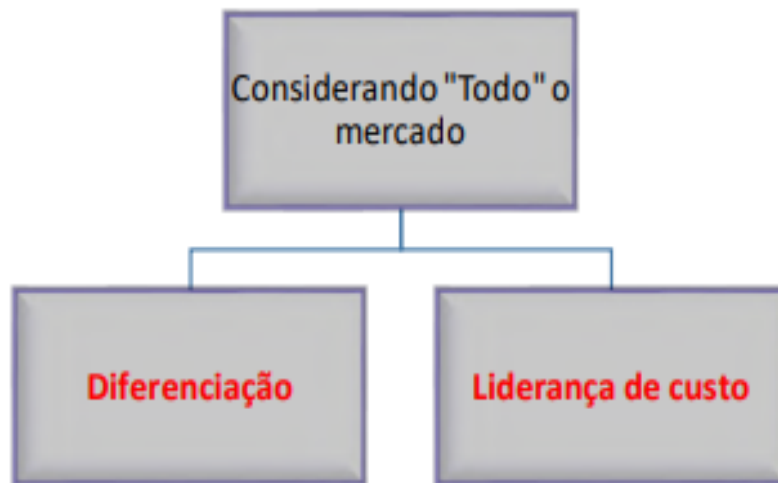 Considerando "Todo" o
mercado
Diferenciação
Liderança de custo